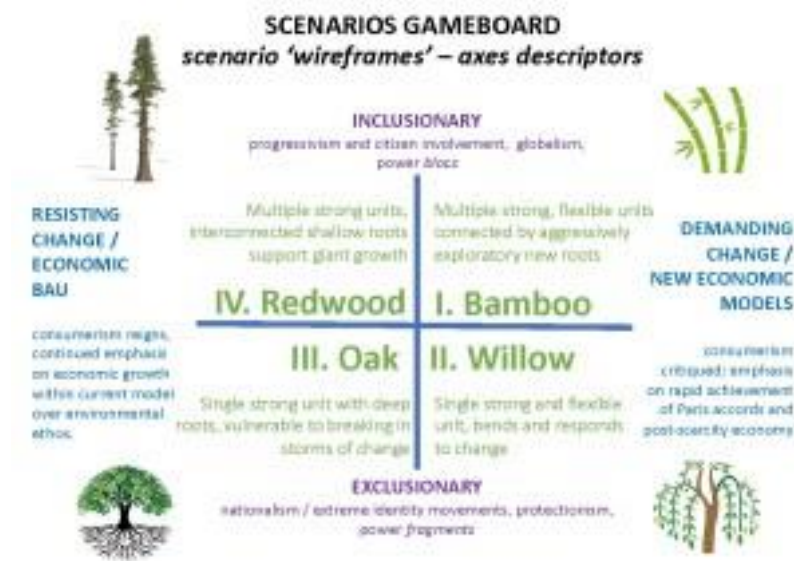 SCENARIOS GAMEBOARD
scenario 'wireframes' – axes descriptors
INCLUSIONARY
progressivism and citizen involvement, globalism,
power blocs
RESISTING
CHANGE /
ECONOMIC
BAU
consumerism reigns,
continued emphasis
on economic growth
within current model
over environmental
ethos.
Multiple strong units,
interconnected shallow roots
support giant growth
IV. Redwood
Multiple strong, flexible units
connected by aggressively
exploratory new roots
I. Bamboo
DEMANDING
CHANGE /
NEW ECONOMIC
MODELS
consumerism
critiqued; emphasis
on rapid achievement
of Paris accords and
post-scarcity economy
III. Oak
Single strong unit with deep
roots, vulnerable to breaking in
storms of change
II. Willow
Single strong and flexible
unit, bends and responds
to change
EXCLUSIONARY
nationalism / extreme identity movements, protectionism,
power fragments